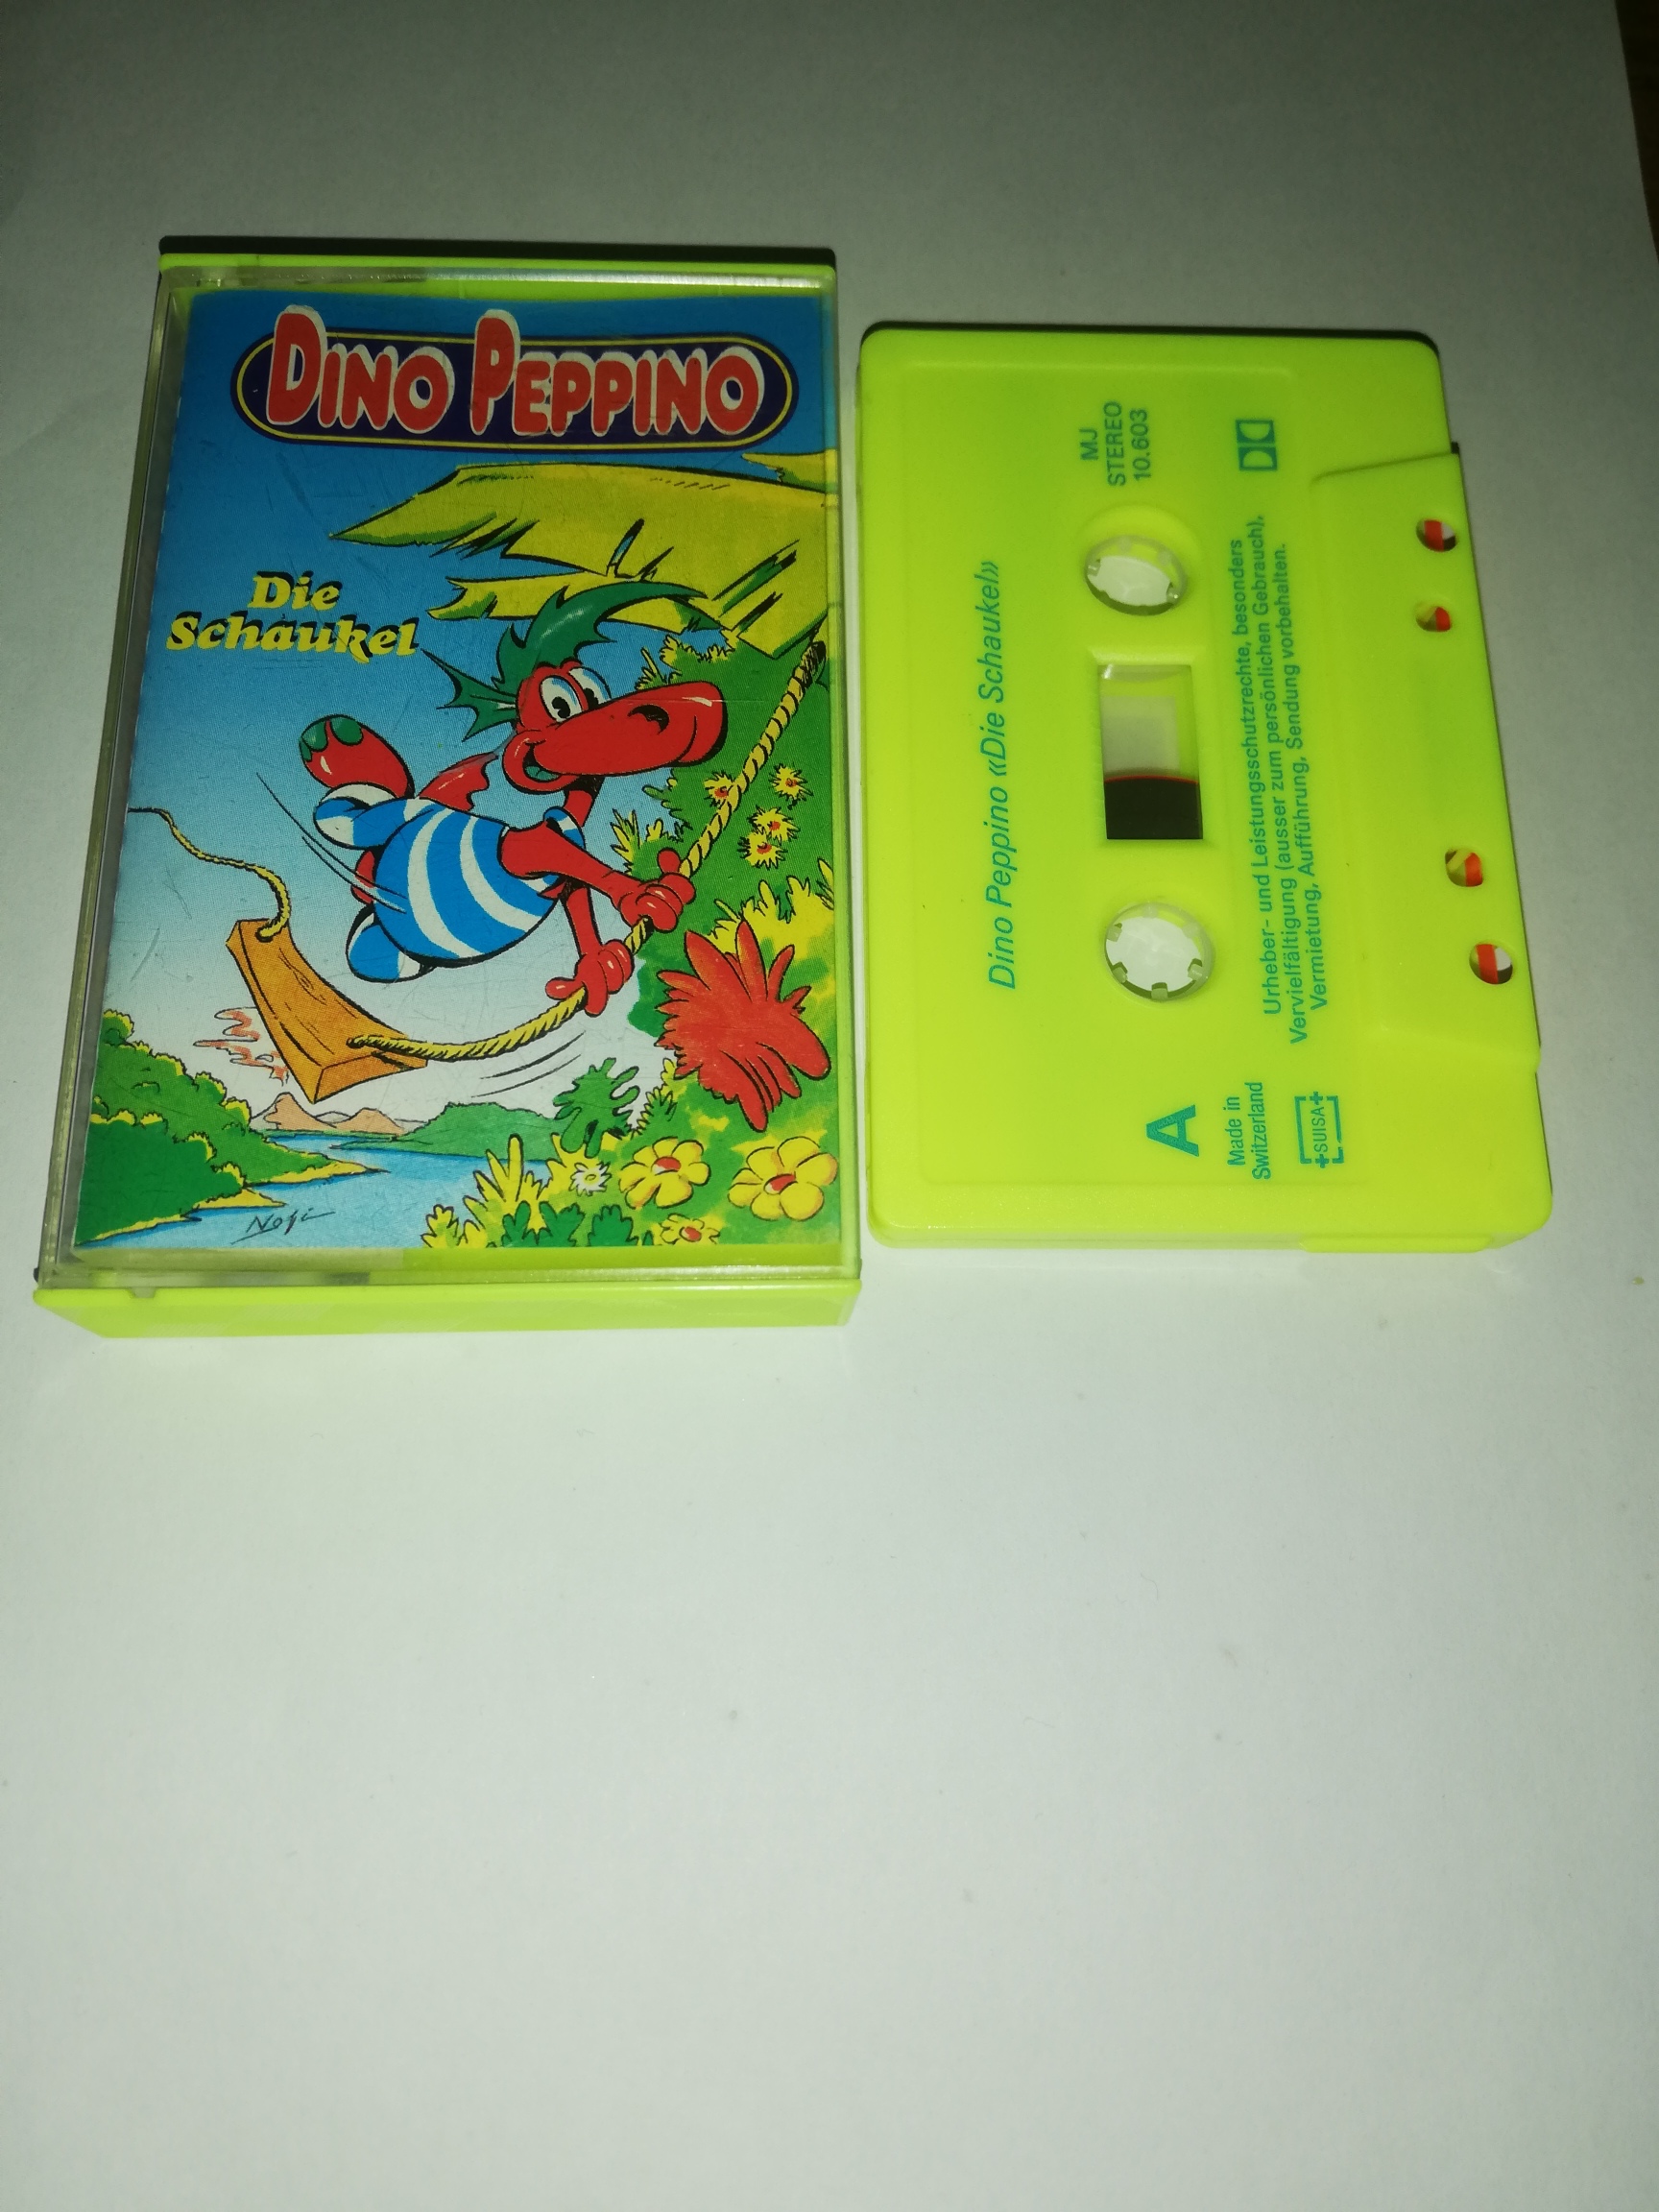 DINO PEPPINO
Die
Schaukel
Nosi
Dino Peppino «Die Schaukel»
MJ
STEREO
10.603
A
Made in
Switzerland
SUISA
Urheber- und Leistungsschutzrechte, besonders
Vervielfältigung (ausser zum persönlichen Gebrauch),
Vermietung, Aufführung, Sendung vorbehalten.